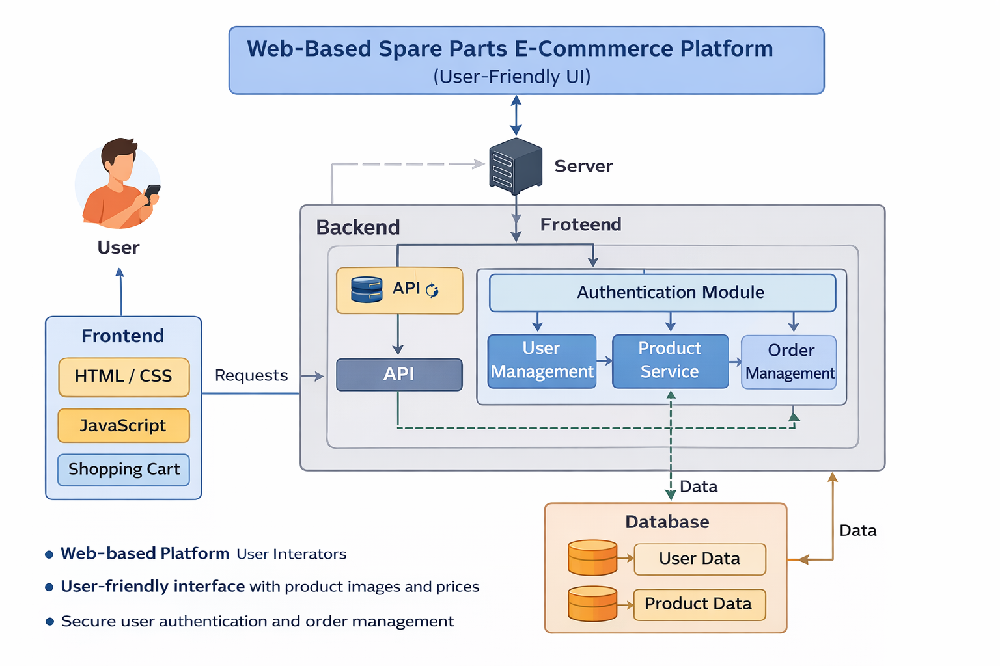 Web-Based Spare Parts E-Commmerce Platform
(User-Friendly UI)
Server
User
Backend
Froteend
API
Authentication Module
User
Management
Product
Service
Order
Management
API
Frontend
HTML / CSS
JavaScript
Shopping Cart
Requests
Data
Database
User Data
Product Data
Data
• Web-based Platform User Interators
• User-friendly interface with product images and prices
• Secure user authentication and order management